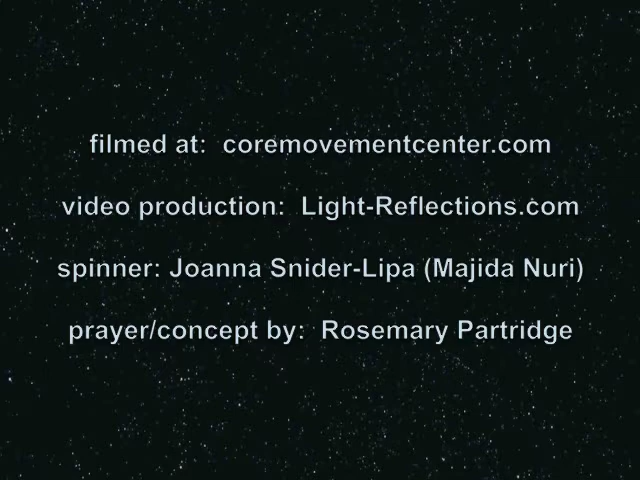 filmed at:  coremovementcenter.com
video production:  Light-Reflections.com
spinner: Joanna Snider-Lipa (Majida Nuri)
prayer/concept by:  Rosemary Partridge